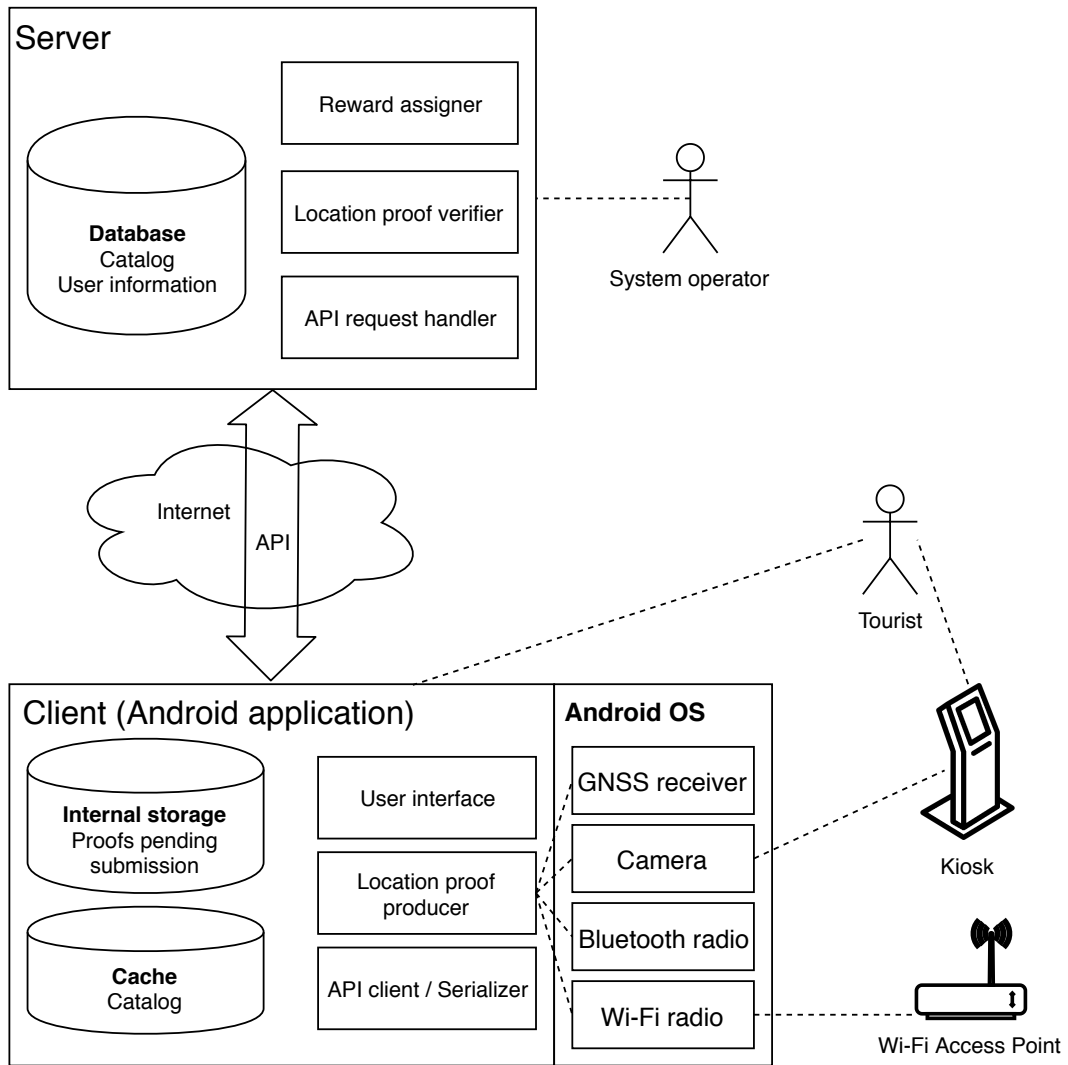 Server
Reward assigner
Database
Catalog
User information
Location proof verifier
API request handler
System operator
Internet
API
Tourist
Client (Android application)
Android OS
Internal storage
Proofs pending
submission
User interface
GNSS receiver
Camera
Location proof
producer
Kiosk
Cache
Catalog
API client / Serializer
Bluetooth radio
Wi-Fi radio
Wi-Fi Access Point